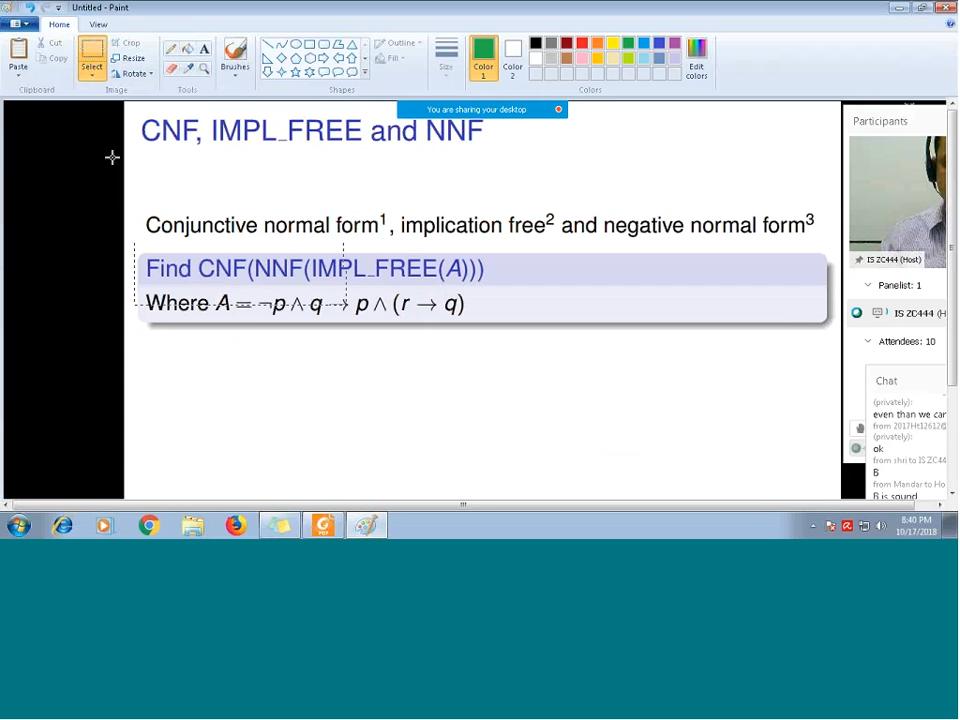 Untitled - Paint
Home
View
Paste
Cut
Copy
Clipboard
Select
Crop
Resize
Rotate
Image
Tools
Brushes
Outline
Fill
Shapes
Size
Color 1
Color 2
Edit colors
Colors
You are sharing your desktop
CNF, IMPL_FREE and NNF
Conjunctive normal form¹, implication free² and negative normal form³
Find CNF(NNF(IMPL_FREE(A)))
Where A = ¬p ∧ q → p ∧ (r → q)
Participants
IS ZC444 (Host)
Panelist: 1
IS ZC444 (H
Attendees: 10
Chat
(privately):
even than we can
from 2017Ht12612@
(privately):
ok
from shri to IS ZC44
B
from Mandar to Ho
B is sound
8:40 PM
10/17/2018